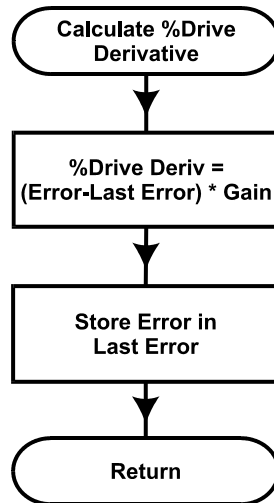 Calculate %Drive
Derivative
%Drive Deriv =
(Error-Last Error) * Gain
Store Error in
Last Error
Return